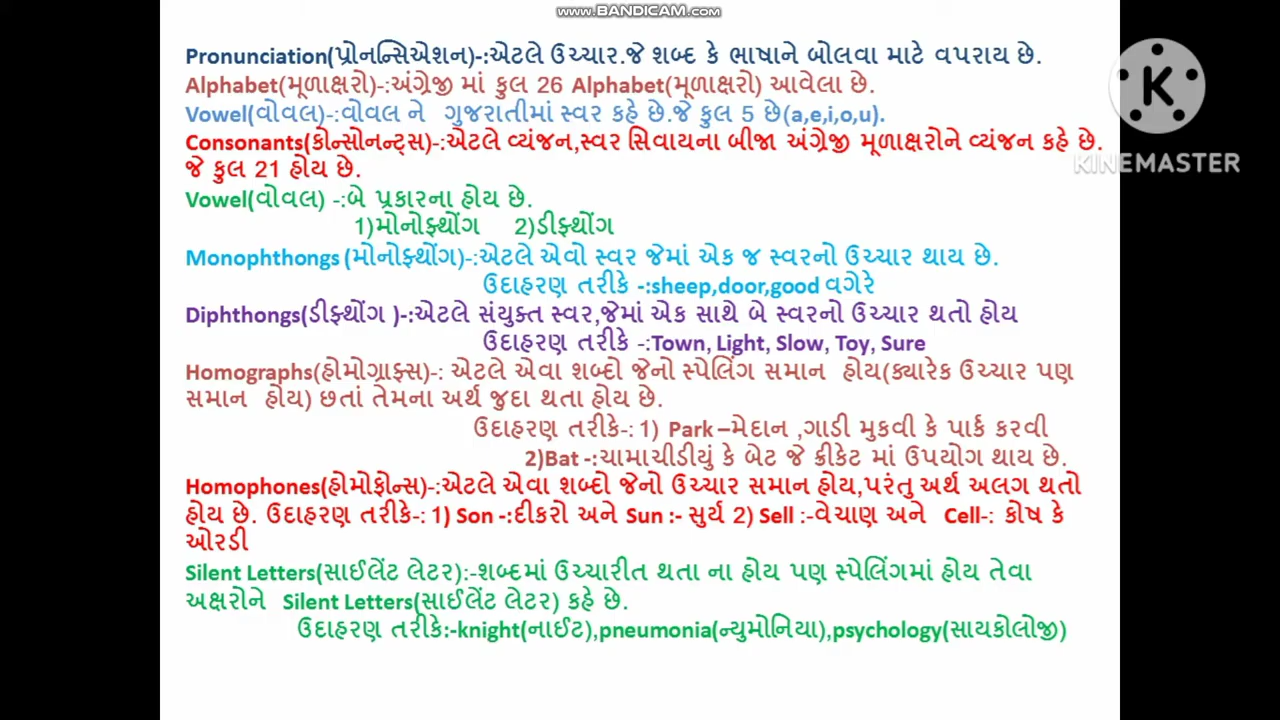 www.BANDICAM.com
Pronunciation(પ્રોનન્સિએશન)-:એટલે ઉચ્ચાર.જે શબ્દ કે ભાષાને બોલવા માટે વપરાય છે.
Alphabet(મૂળાક્ષરો)-:અંગ્રેજી માં કુલ 26 Alphabet(મૂળાક્ષરો) આવેલા છે.
Vowel(વોવલ)-:વોવલ ને ગુજરાતીમાં સ્વર કહે છે.જે કુલ 5 છે(a,e,i,o,u).
Consonants(કોન્સોનન્ટ્સ)-:એટલે વ્યંજન,સ્વર સિવાયના બીજા અંગ્રેજી મૂળાક્ષરોને વ્યંજન કહે છે.
જે કુલ 21 હોય છે.
Vowel(વોવલ) -:બે પ્રકારના હોય છે.
1)મોનોફ્થોંગ 2)ડીફ્થોંગ
Monophthongs (મોનોફ્થોંગ)-:એટલે એવો સ્વર જેમાં એક જ સ્વરનો ઉચ્ચાર થાય છે.
ઉદાહરણ તરીકે -:sheep,door,good વગેરે
Diphthongs(ડીફ્થોંગ )-:એટલે સંયુક્ત સ્વર,જેમાં એક સાથે બે સ્વરનો ઉચ્ચાર થતો હોય
ઉદાહરણ તરીકે -:Town, Light, Slow, Toy, Sure
Homographs(હોમોગ્રાફ્સ)-: એટલે એવા શબ્દો જેનો સ્પેલિંગ સમાન હોય(ક્યારેક ઉચ્ચાર પણ
સમાન હોય) છતાં તેમના અર્થ જુદા થતા હોય છે.
ઉદાહરણ તરીકે-: 1) Park –મેદાન ,ગાડી મુકવી કે પાર્ક કરવી
2)Bat -:ચામાચીડીયું કે બેટ જે ક્રીકેટ માં ઉપયોગ થાય છે.
Homophones(હોમોફોન્સ)-:એટલે એવા શબ્દો જેનો ઉચ્ચાર સમાન હોય,પરંતુ અર્થ અલગ થતો
હોય છે. ઉદાહરણ તરીકે-: 1) Son -:દીકરો અને Sun :- સુર્ય 2) Sell :-વેચાણ અને Cell-: કોષ કે
ઓરડી
Silent Letters(સાઈલેંટ લેટર):-શબ્દમાં ઉચ્ચારીત થતા ના હોય પણ સ્પેલિંગમાં હોય તેવા
અક્ષરોને Silent Letters(સાઈલેંટ લેટર) કહે છે.
ઉદાહરણ તરીકે:-knight(નાઈટ),pneumonia(ન્યુમોનિયા),psychology(સાયકોલોજી)
K
KINEMASTER